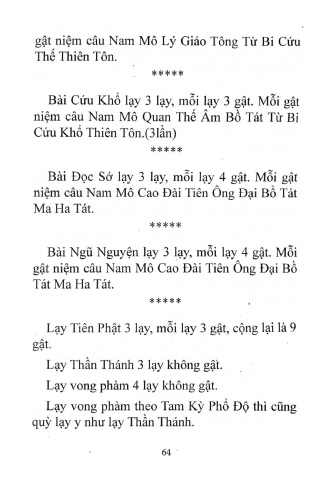 gật niệm câu Nam Mô Lý Giáo Tông Từ Bi Cứu
Thế Thiên Tôn.
*****
Bài Cứu Khổ lạy 3 lạy, mỗi lạy 3 gật. Mỗi gật
niệm câu Nam Mô Quan Thế Âm Bồ Tát Từ Bi
Cứu Khổ Thiên Tôn.(3lần)
*****
Bài Đọc Sớ lạy 3 lạy, mỗi lạy 4 gật. Mỗi gật
niệm câu Nam Mô Cao Đài Tiên Ông Đại Bồ Tát
Ma Ha Tát.
*****
Bài Ngũ Nguyện lạy 3 lạy, mỗi lạy 4 gật. Mỗi
gật niệm câu Nam Mô Cao Đài Tiên Ông Đại Bồ
Tát Ma Ha Tát.
*****
Lạy Tiên Phật 3 lạy, mỗi lạy 3 gật, cộng lại là 9
gật.
Lạy Thần Thánh 3 lạy không gật.
Lạy vong phàm 4 lạy không gật.
Lạy vong phàm theo Tam Kỳ Phổ Độ thì cũng
quỳ lạy y như lạy Thần Thánh.
64